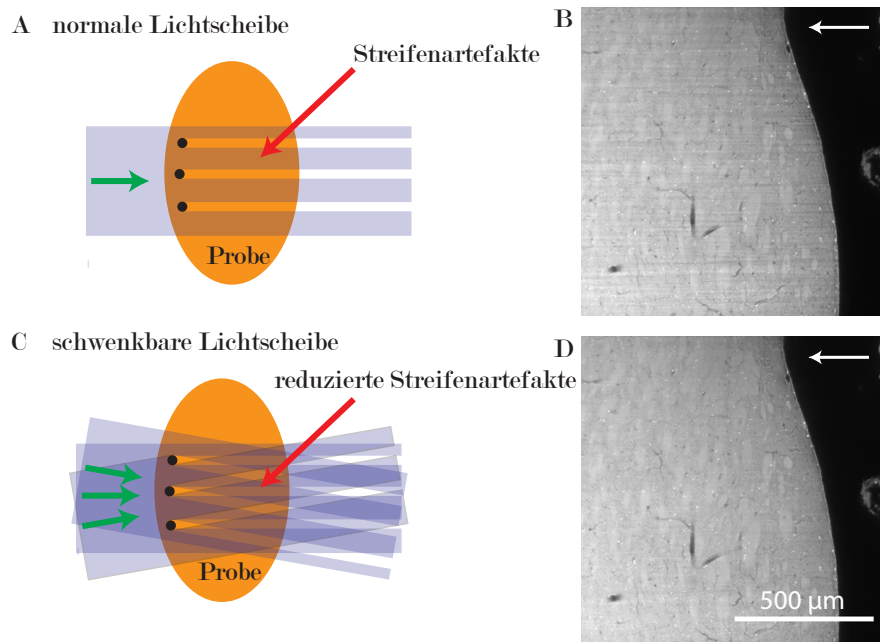 A normale Lichtscheibe
Streifenartefakte
Probe
B
C schwenkbare Lichtscheibe
reduzierte Streifenartefakte
Probe
D
500 µm